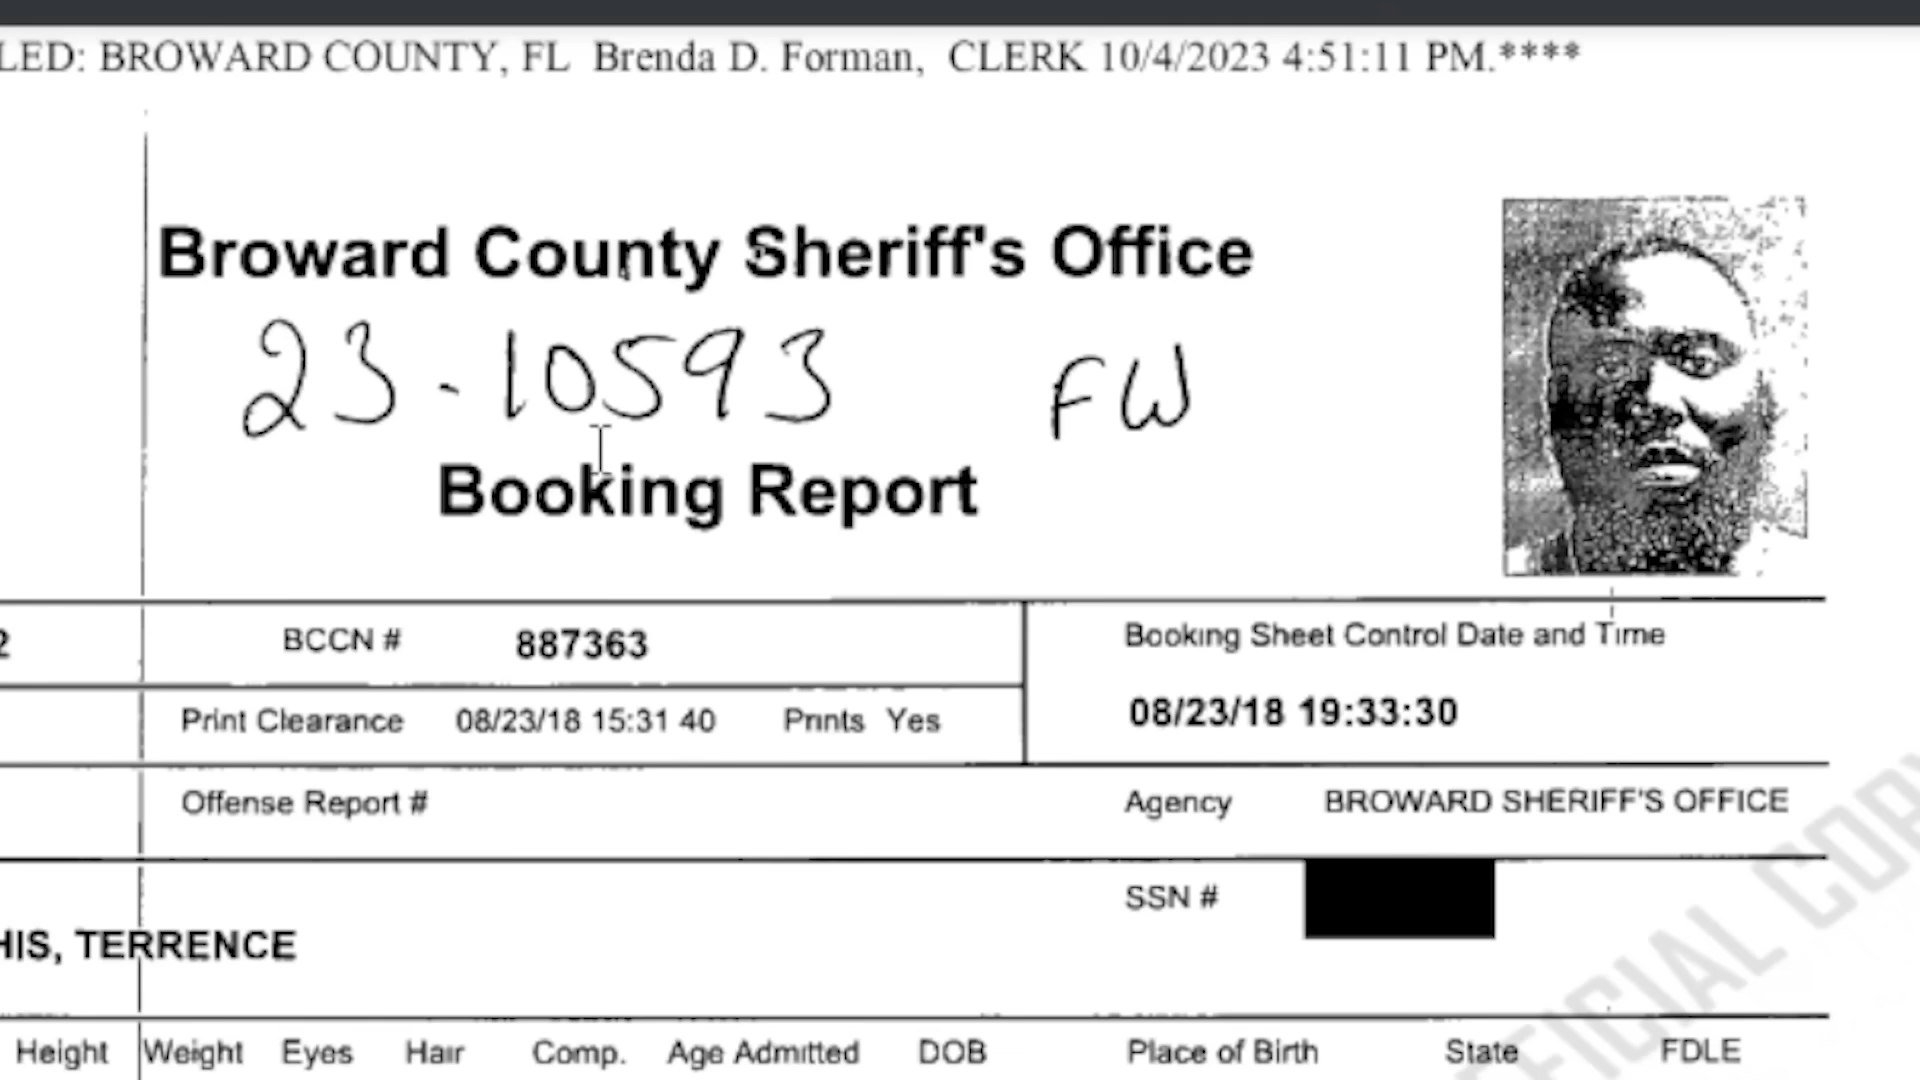 LED: BROWARD COUNTY, FL Brenda D. Forman, CLERK 10/4/2023 4:51:11 PM.****
Broward County Sheriff's Office
23-10593 FW
Booking Report
2 BCCN # 887363
Booking Sheet Control Date and Time
Print Clearance 08/23/18 15:31 40 Prints Yes
08/23/18 19:33:30
Offense Report # Agency BROWARD SHERIFF'S OFFICE
SSN #
HIS, TERRENCE
Height Weight Eyes Hair Comp. Age Admitted DOB Place of Birth State FDLE
FICIAL COPY